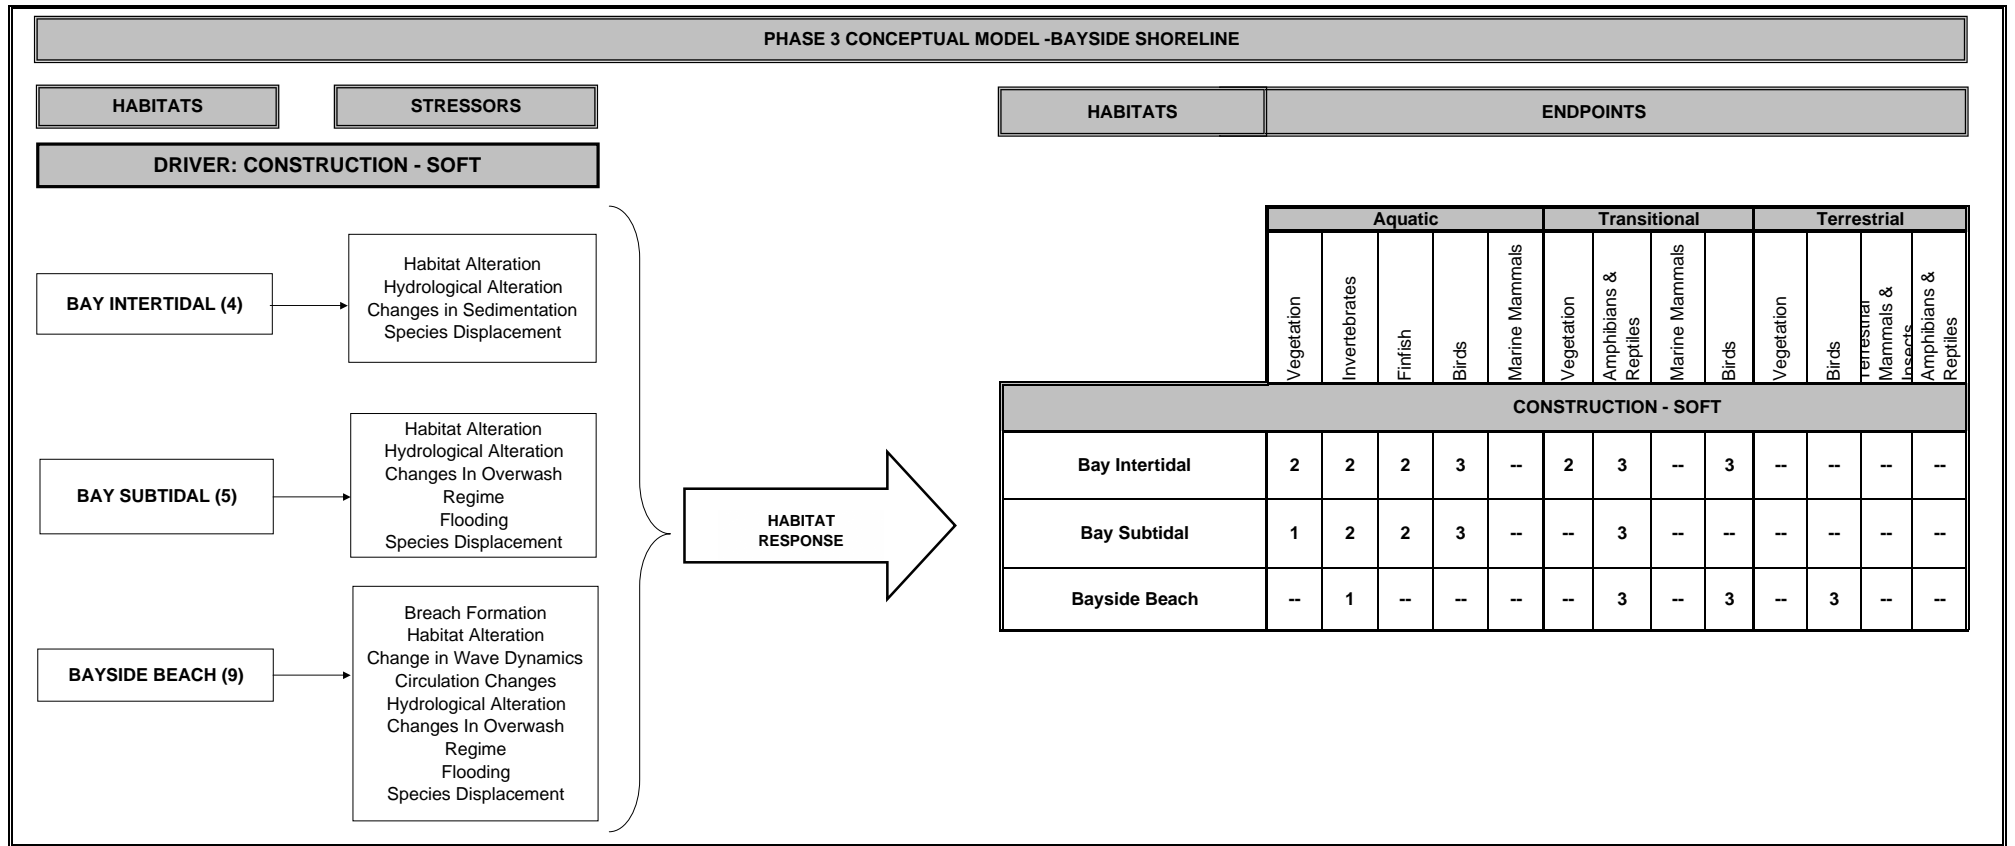 PHASE 3 CONCEPTUAL MODEL -BAYSIDE SHORELINE
HABITATS
STRESSORS
DRIVER: CONSTRUCTION - SOFT
BAY INTERTIDAL (4)
Habitat Alteration
Hydrological Alteration
Changes in Sedimentation
Species Displacement
BAY SUBTIDAL (5)
Habitat Alteration
Hydrological Alteration
Changes In Overwash
Regime
Flooding
Species Displacement
BAYSIDE BEACH (9)
Breach Formation
Habitat Alteration
Change in Wave Dynamics
Circulation Changes
Hydrological Alteration
Changes In Overwash
Regime
Flooding
Species Displacement
HABITAT
RESPONSE
HABITATS
ENDPOINTS
Aquatic Transitional Terrestrial
Vegetation
Invertebrates
Finfish
Birds
Marine Mammals
Vegetation
Amphibians &
Reptiles
Marine Mammals
Birds
Vegetation
Birds
Terrestrial
Mammals &
Insects
Amphibians &
Reptiles
CONSTRUCTION - SOFT
Bay Intertidal 2 2 2 3 -- 2 3 -- 3 -- -- -- --
Bay Subtidal 1 2 2 3 -- -- 3 -- -- -- -- -- --
Bayside Beach -- 1 -- -- -- -- 3 -- 3 -- 3 -- --